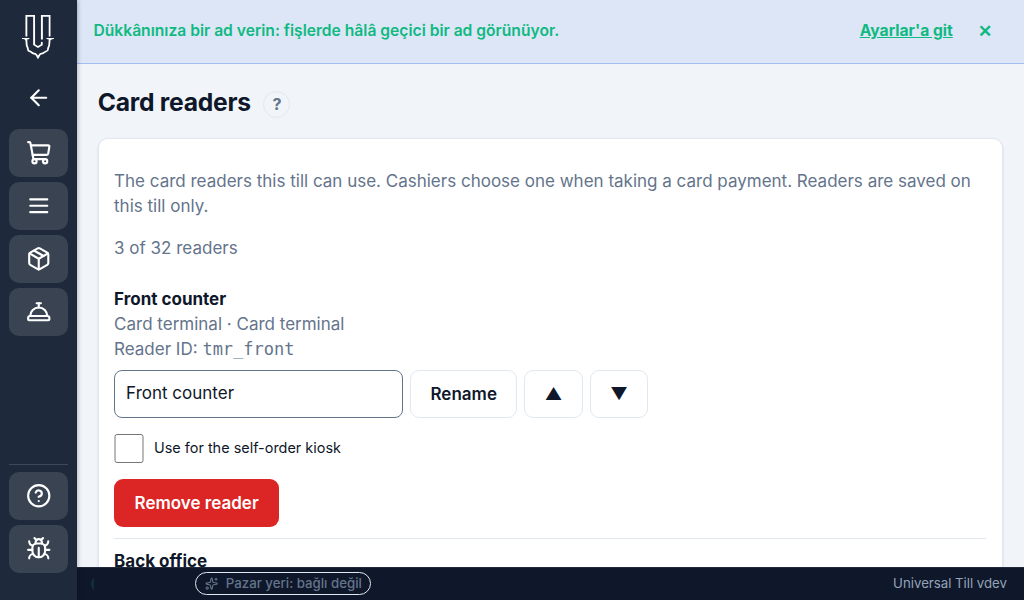 Dükkânınıza bir ad verin: fişlerde hâlâ geçici bir ad görünüyor.
Ayarlar'a git ✕
Card readers ?
The card readers this till can use. Cashiers choose one when taking a card payment. Readers are saved on
this till only.
3 of 32 readers
Front counter
Card terminal · Card terminal
Reader ID: tmr_front
Front counter
Rename ▲ ▼
Use for the self-order kiosk
Remove reader
Back office
Pazar yeri: bağlı değil
Universal Till vdev